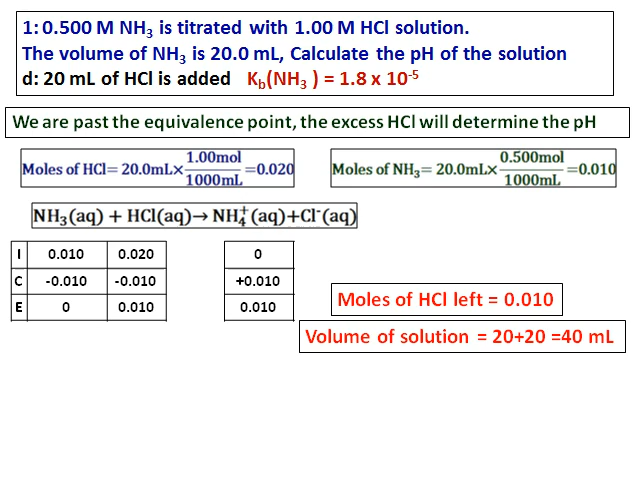 1: 0.500 M NH₃ is titrated with 1.00 M HCl solution.
The volume of NH₃ is 20.0 mL, Calculate the pH of the solution
d: 20 mL of HCl is added K_b(NH₃ ) = 1.8 x 10⁻⁵
We are past the equivalence point, the excess HCl will determine the pH
Moles of HCl= 20.0mL× 1.00mol/1000mL =0.020
Moles of NH₃= 20.0mL× 0.500mol/1000mL =0.010
NH₃(aq) + HCl(aq)→ NH₄⁺(aq)+Cl⁻(aq)
I 0.010 0.020 0
C -0.010 -0.010 +0.010
E 0 0.010 0.010
Moles of HCl left = 0.010
Volume of solution = 20+20 =40 mL